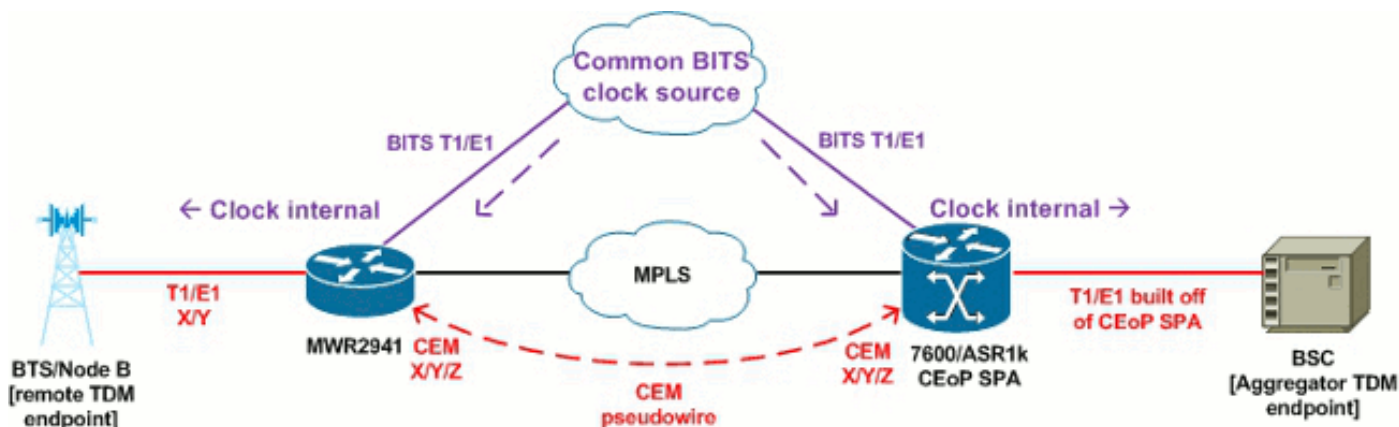 Common BITS
clock source
BITS T1/E1
BITS T1/E1
← Clock internal
Clock internal →
MPLS
T1/E1
X/Y
T1/E1 built off
of CEoP SPA
MWR2941
CEM
X/Y/Z
CEM
X/Y/Z
7600/ASR1k
CEoP SPA
BTS/Node B
[remote TDM
endpoint]
CEM
pseudowire
BSC
[Aggregator TDM
endpoint]